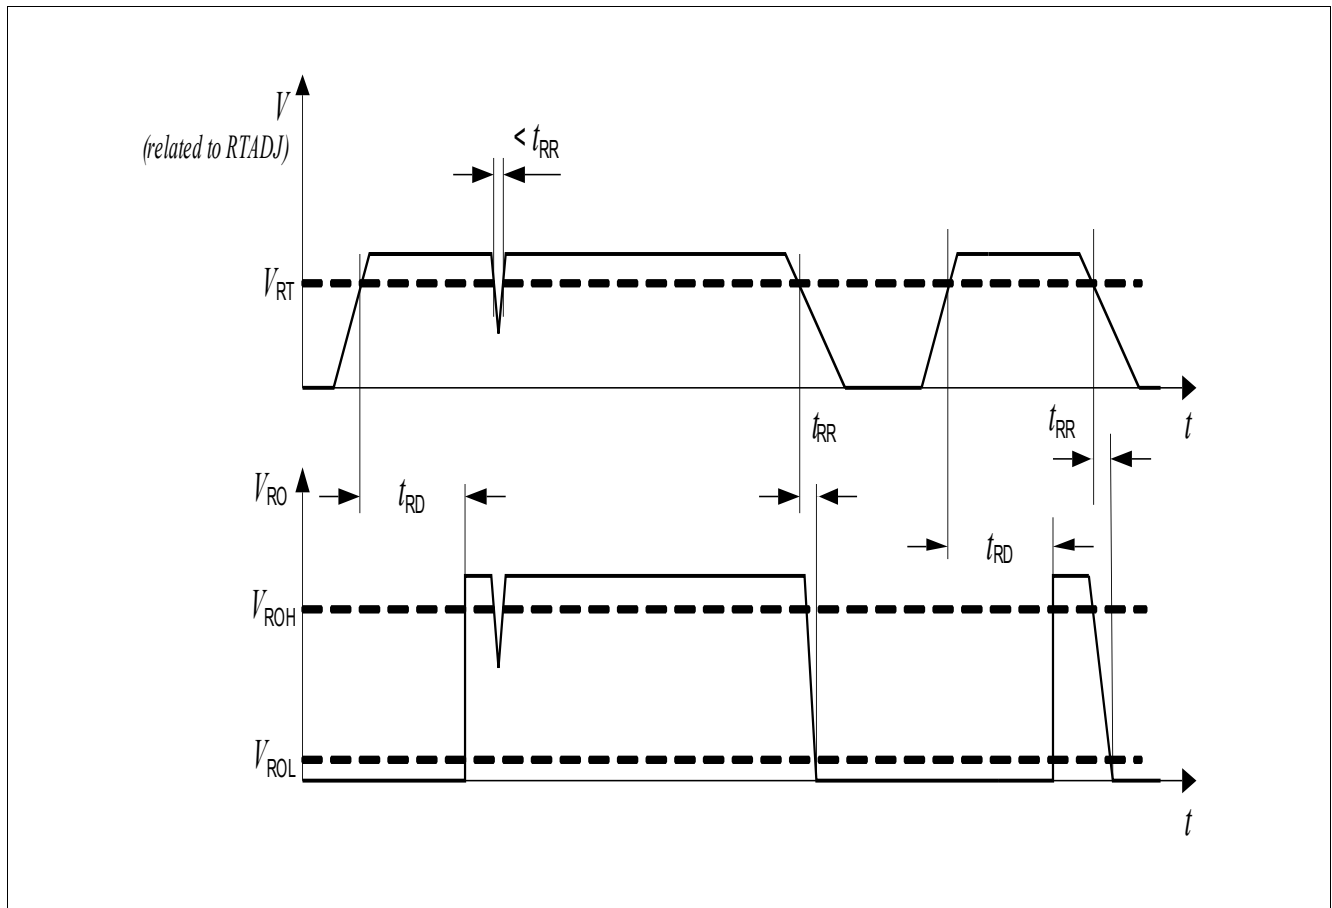 V
(related to RTADJ)
< tRR
VRT
tRR
tRR
t
VRO
tRD
tRD
VROH
VROL
t